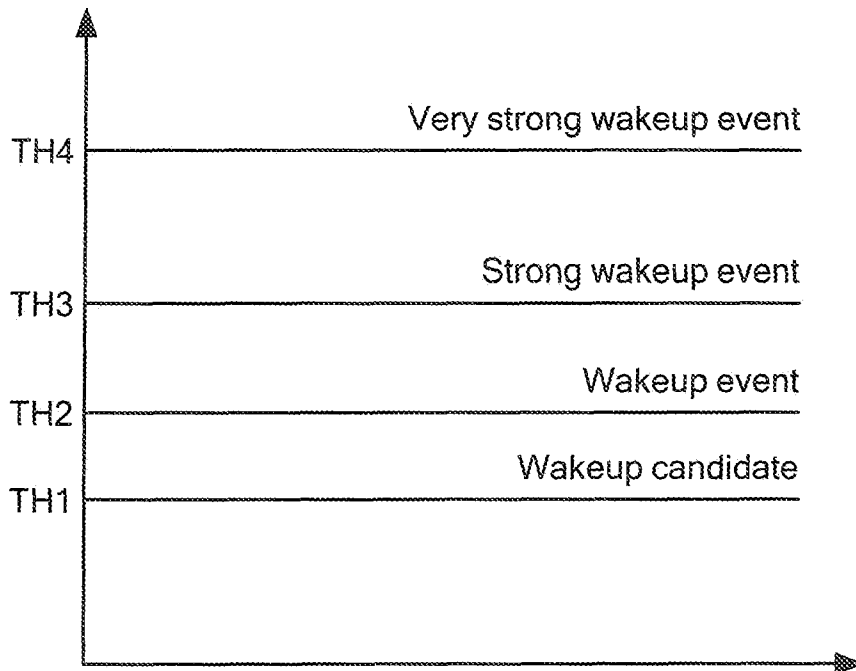 Very strong wakeup event
TH4
Strong wakeup event
TH3
Wakeup event
TH2
Wakeup candidate
TH1